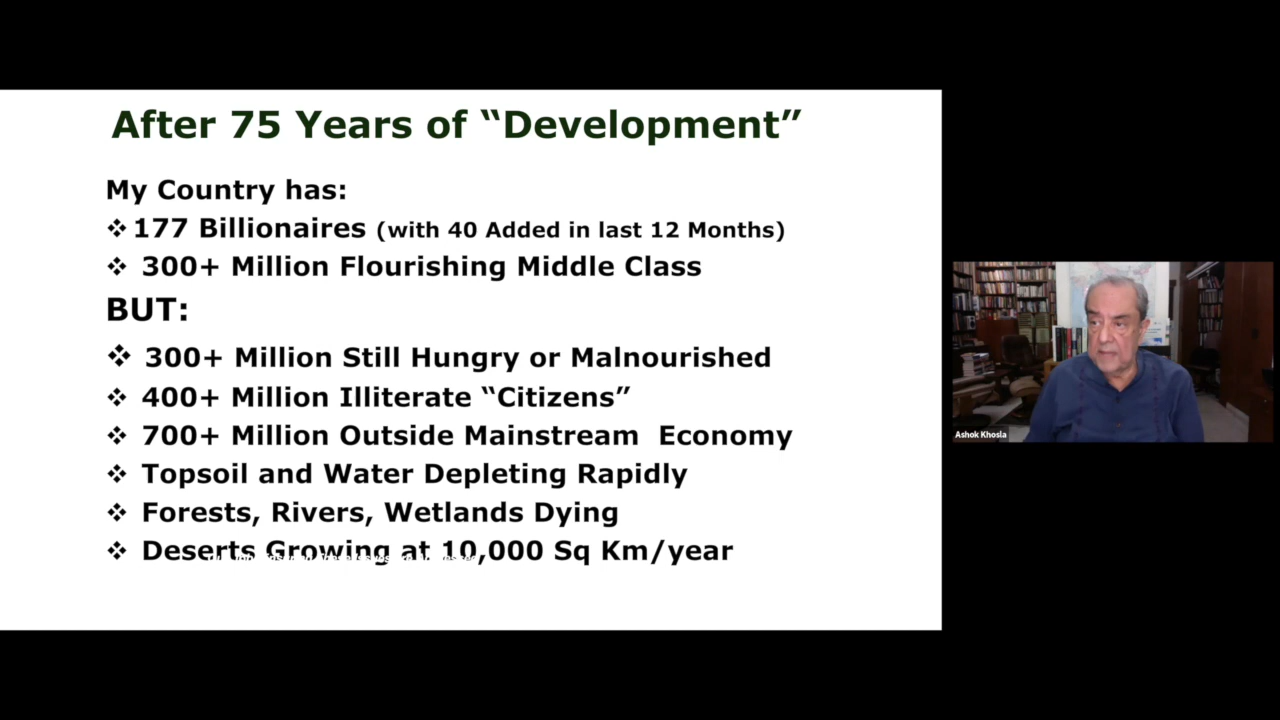 After 75 Years of “Development”
My Country has:
❖ 177 Billionaires (with 40 Added in last 12 Months)
❖ 300+ Million Flourishing Middle Class
BUT:
❖ 300+ Million Still Hungry or Malnourished
❖ 400+ Million Illiterate “Citizens”
❖ 700+ Million Outside Mainstream  Economy
❖ Topsoil and Water Depleting Rapidly
❖ Forests, Rivers, Wetlands Dying
❖ Deserts Growing at 10,000 Sq Km/year
Ashok Khosla